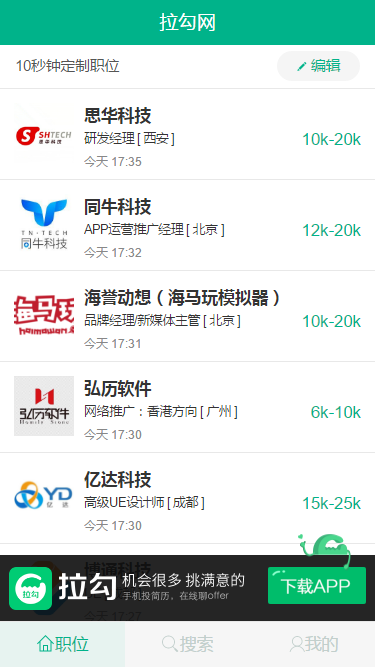 拉勾网
10秒钟定制职位
编辑
SHTECH
思华科技
思华科技
研发经理 [ 西安 ]
10k-20k
今天 17:35
TN-TECH
同牛科技
同牛科技
APP运营推广经理 [ 北京 ]
12k-20k
今天 17:32
海马玩
haimawan.
海誉动想（海马玩模拟器）
品牌经理/新媒体主管 [ 北京 ]
10k-20k
今天 17:31
弘历软件
弘历软件
网络推广：香港方向 [ 广州 ]
6k-10k
今天 17:30
YD
亿达
亿达科技
高级UE设计师 [ 成都 ]
15k-25k
今天 17:30
博通科技
拉勾
拉勾
机会很多 挑满意的
手机投简历，在线聊offer
下载APP
职位
搜索
我的